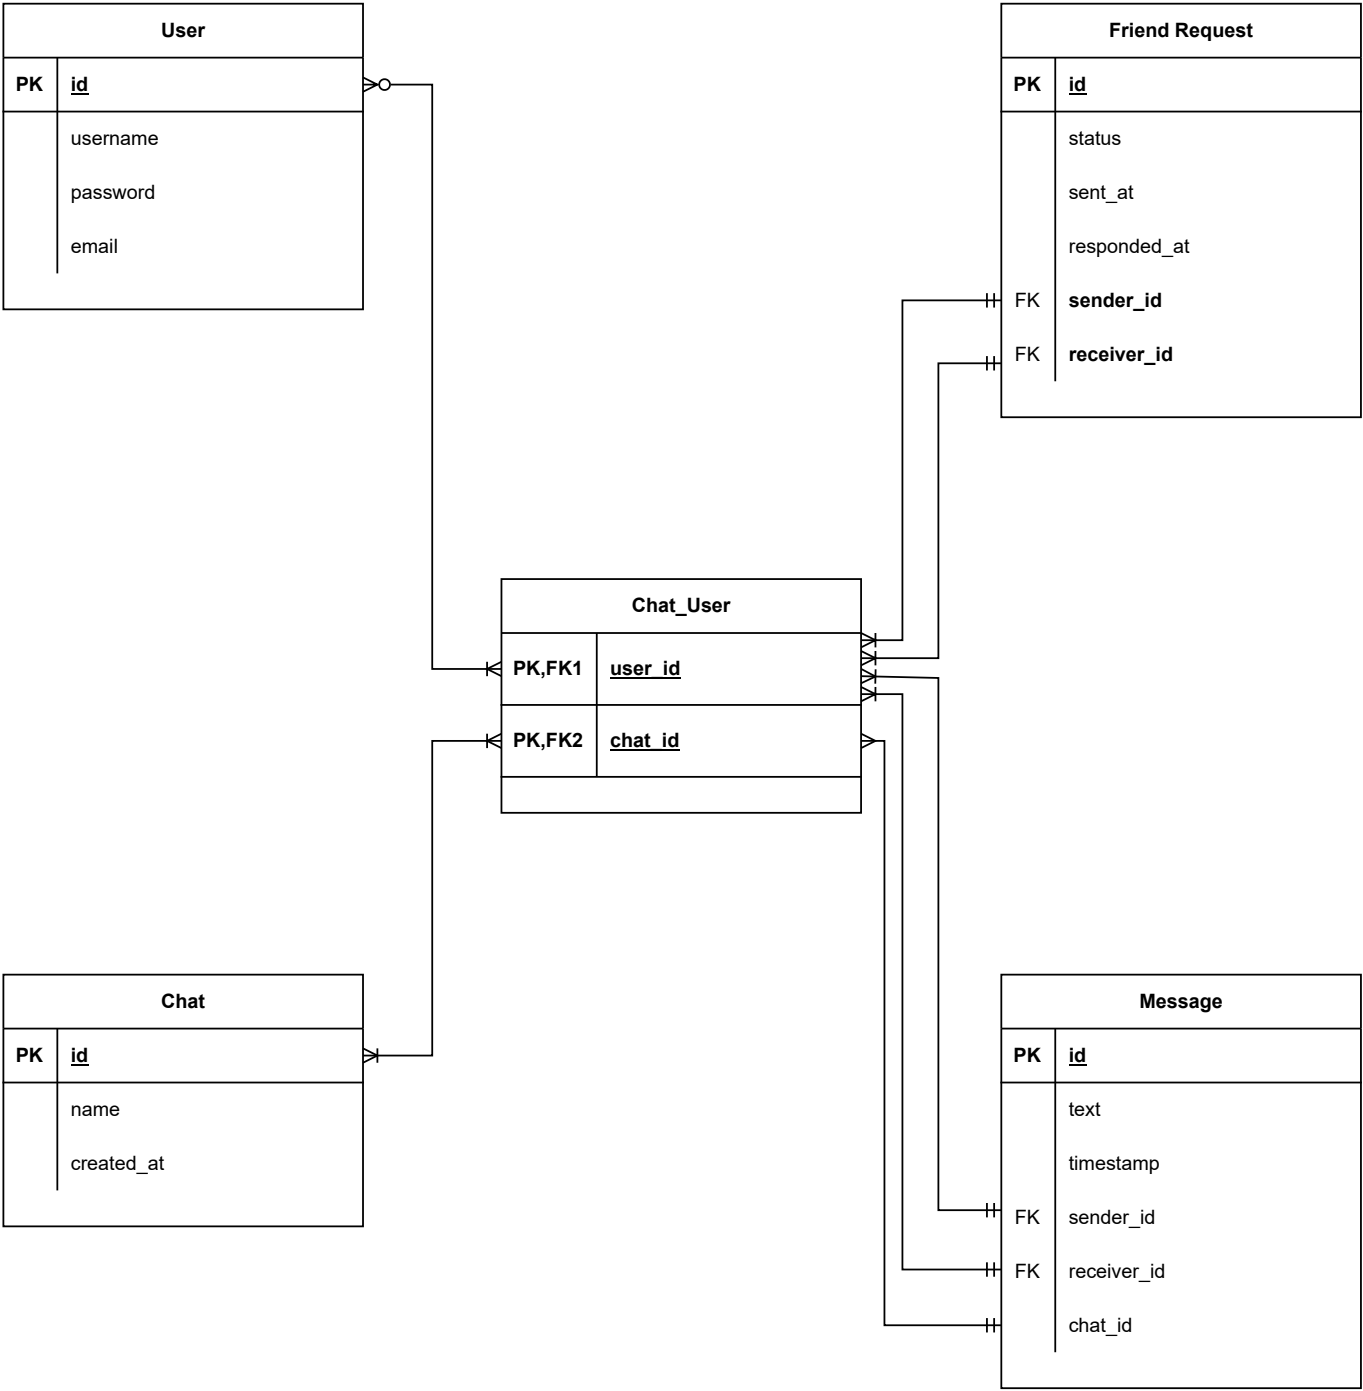 User
PK id
username
password
email
Friend Request
PK id
status
sent_at
responded_at
FK sender_id
FK receiver_id
Chat_User
PK,FK1 user_id
PK,FK2 chat_id
Chat
PK id
name
created_at
Message
PK id
text
timestamp
FK sender_id
FK receiver_id
chat_id